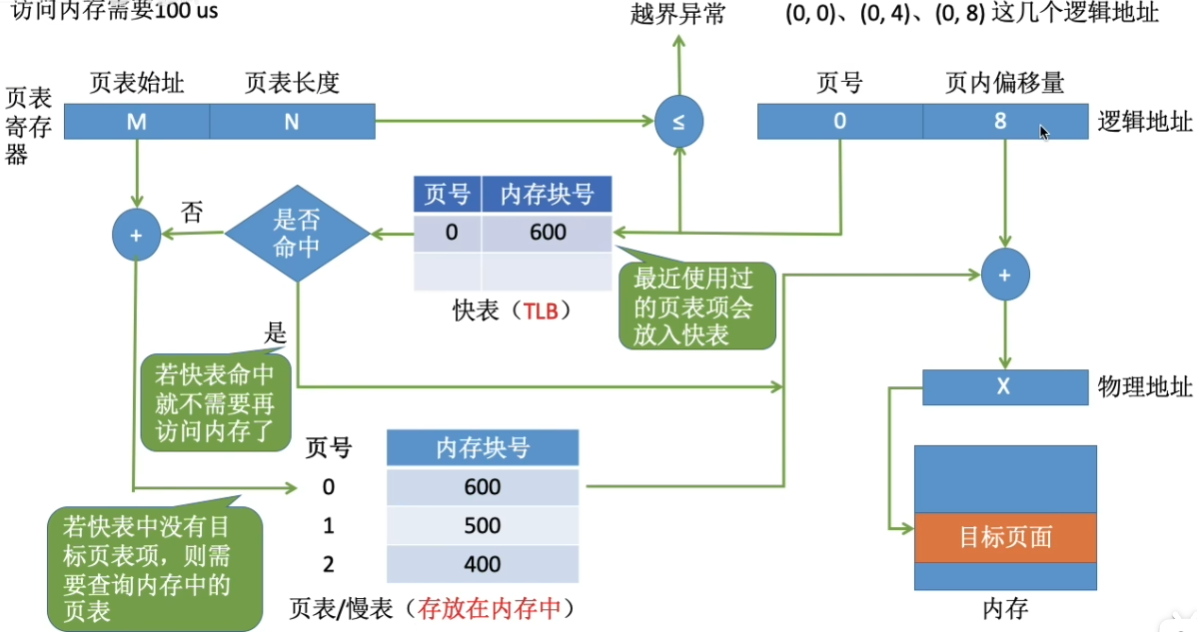 访问内存需要100 us
越界异常
(0, 0)、(0, 4)、(0, 8) 这几个逻辑地址
页表始址
页表长度
页号
页内偏移量
页表
寄存
器
M
N
≤
0
8
逻辑地址
页号
内存块号
否
是否
命中
+
0
600
+
最近使用过
的页表项会
放入快表
快表（TLB）
是
若快表命中
就不需要再
访问内存了
X
物理地址
页号
内存块号
0
600
1
500
2
400
若快表中没有目
标页表项，则需
要查询内存中的
页表
目标页面
页表/慢表（存放在内存中）
内存